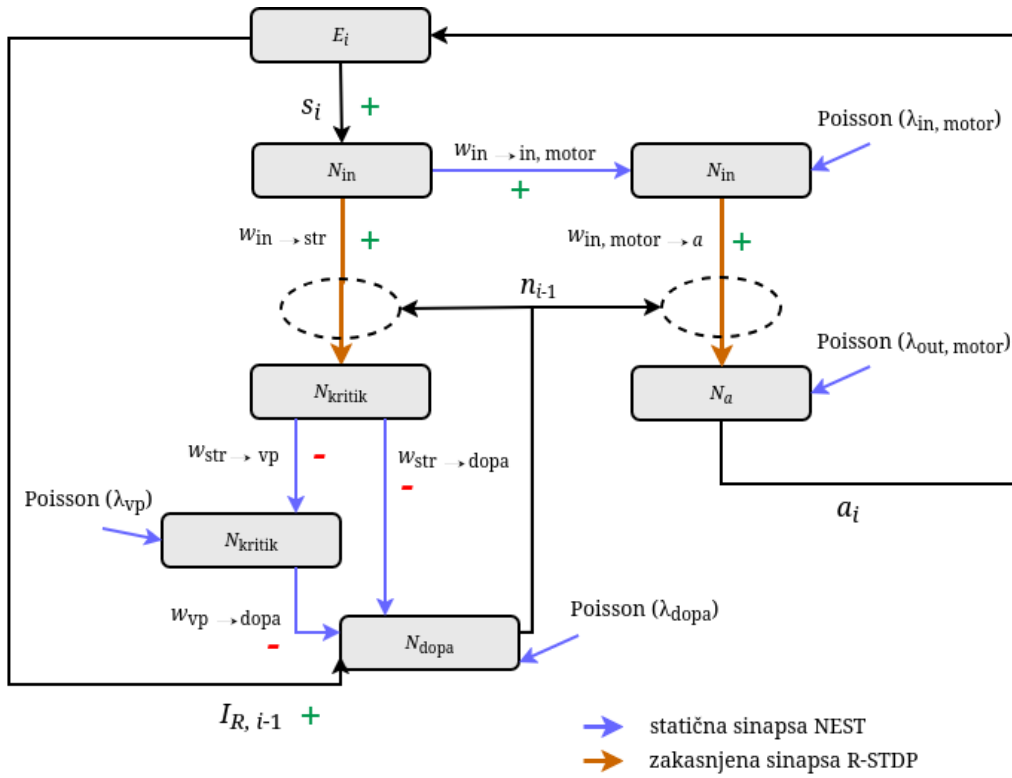 E_i
s_i +
w_in → in, motor
Poisson (λ_in, motor)
N_in
+
N_in
w_in → str +
w_in, motor → a +
n_i-1
Poisson (λ_out, motor)
N_kritik
N_a
w_str → vp -
w_str → dopa
-
Poisson (λ_vp)
a_i
N_kritik
w_vp → dopa
-
N_dopa
Poisson (λ_dopa)
I_R, i-1 +
statična sinapsa NEST
zakasnjena sinapsa R-STDP